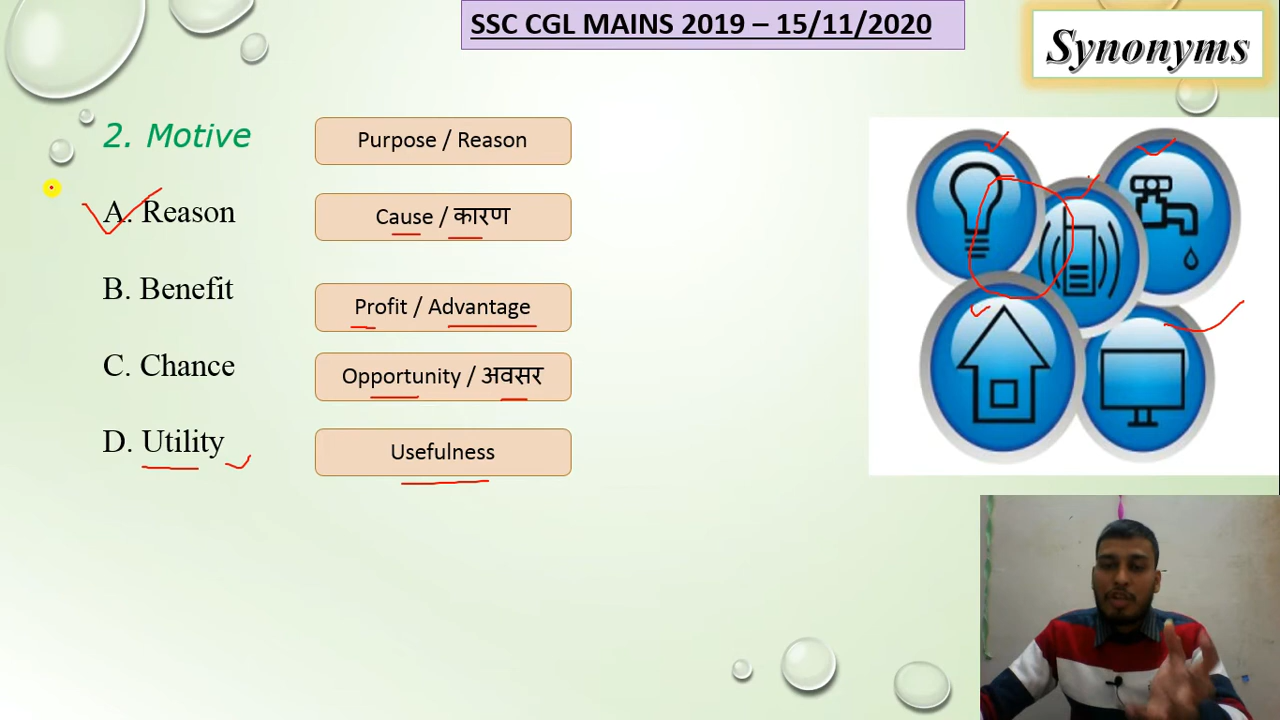 SSC CGL MAINS 2019 – 15/11/2020
Synonyms
2. Motive
Purpose / Reason
A. Reason
Cause / कारण
B. Benefit
Profit / Advantage
C. Chance
Opportunity / अवसर
D. Utility
Usefulness